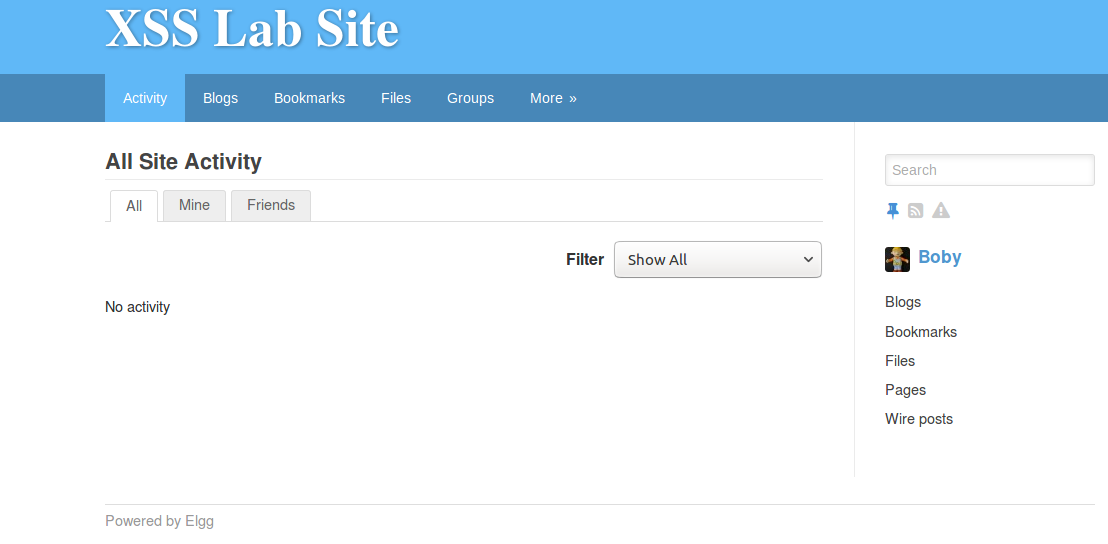 XSS Lab Site
Activity Blogs Bookmarks Files Groups More »
All Site Activity
All Mine Friends
Filter Show All
No activity
Search
Boby
Blogs
Bookmarks
Files
Pages
Wire posts
Powered by Elgg